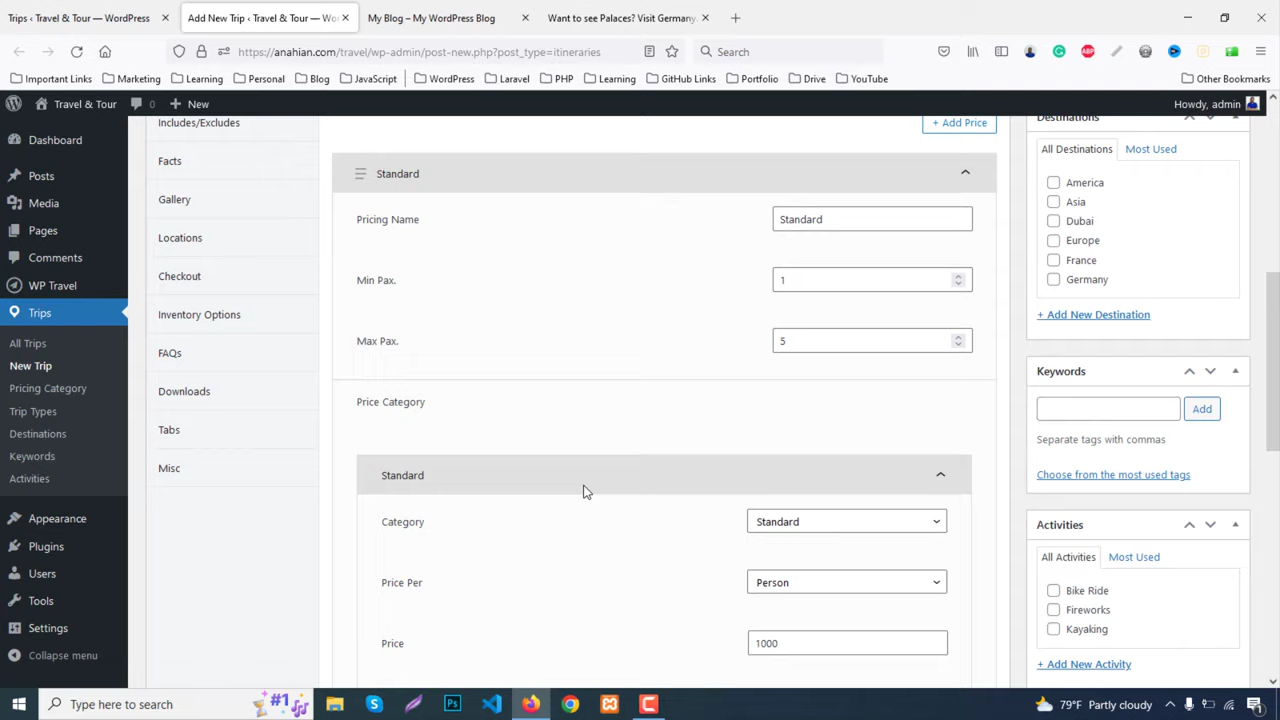 Trips ‹ Travel & Tour — WordPress
Add New Trip ‹ Travel & Tour — Wo
My Blog – My WordPress Blog
Want to see Palaces? Visit Germany.
https://anahian.com/travel/wp-admin/post-new.php?post_type=itineraries
Search
Important Links
Marketing
Learning
Personal
Blog
JavaScript
WordPress
Laravel
PHP
Learning
GitHub Links
Portfolio
Drive
YouTube
Other Bookmarks
Travel & Tour
0
New
Howdy, admin
Dashboard
Posts
Media
Pages
Comments
WP Travel
Trips
All Trips
New Trip
Pricing Category
Trip Types
Destinations
Keywords
Activities
Appearance
Plugins
Users
Tools
Settings
Collapse menu
Includes/Excludes
Facts
Gallery
Locations
Checkout
Inventory Options
FAQs
Downloads
Tabs
Misc
+ Add Price
Standard
Pricing Name
Standard
Min Pax.
1
Max Pax.
5
Price Category
Standard
Category
Standard
Price Per
Person
Price
1000
Destinations
All Destinations
Most Used
America
Asia
Dubai
Europe
France
Germany
+ Add New Destination
Keywords
Add
Separate tags with commas
Choose from the most used tags
Activities
All Activities
Most Used
Bike Ride
Fireworks
Kayaking
+ Add New Activity
Type here to search
#1
79°F Partly cloudy